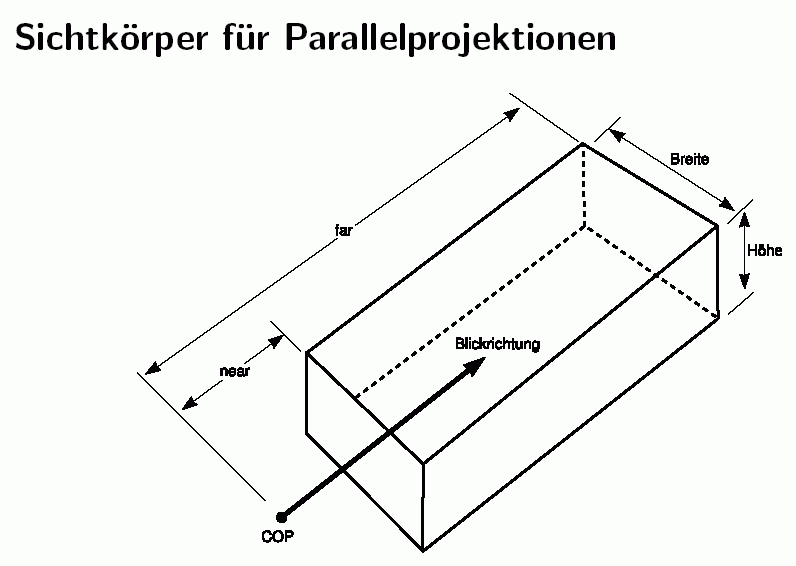 Sichtkörper für Parallelprojektionen
Breite
far
Höhe
Blickrichtung
near
COP